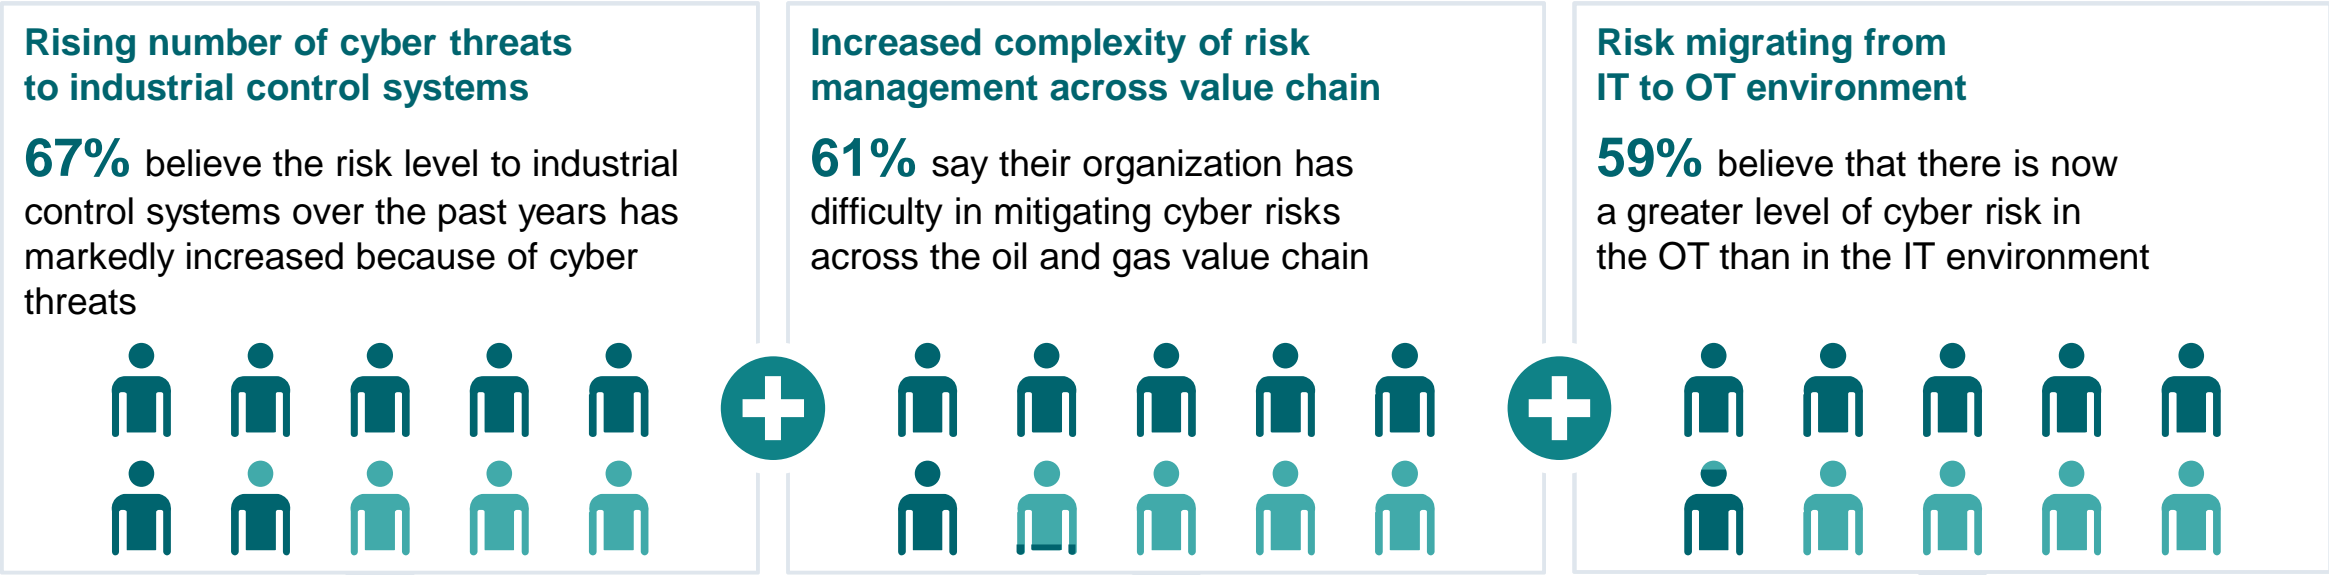 Rising number of cyber threats
to industrial control systems
67% believe the risk level to industrial
control systems over the past years has
markedly increased because of cyber
threats
Increased complexity of risk
management across value chain
61% say their organization has
difficulty in mitigating cyber risks
across the oil and gas value chain
Risk migrating from
IT to OT environment
59% believe that there is now
a greater level of cyber risk in
the OT than in the IT environment